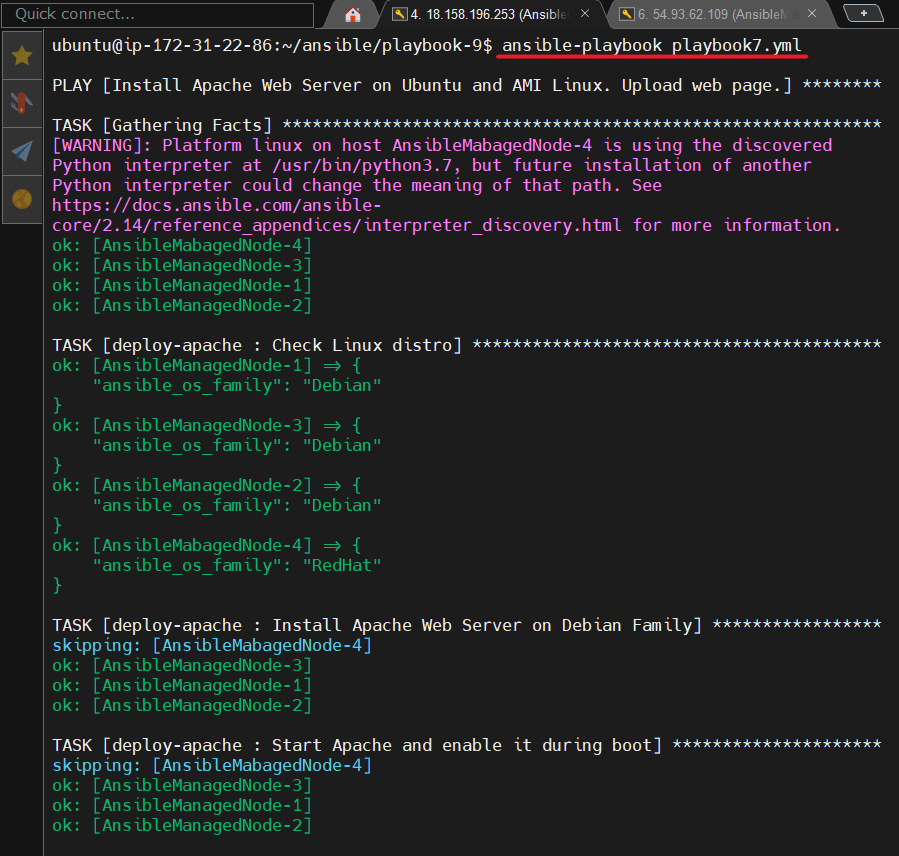 Quick connect...
4. 18.158.196.253 (Ansible
6. 54.93.62.109 (AnsibleM
ubuntu@ip-172-31-22-86:~/ansible/playbook-9$ ansible-playbook playbook7.yml
PLAY [Install Apache Web Server on Ubuntu and AMI Linux. Upload web page.] ********
TASK [Gathering Facts] ************************************************************
[WARNING]: Platform linux on host AnsibleMabagedNode-4 is using the discovered
Python interpreter at /usr/bin/python3.7, but future installation of another
Python interpreter could change the meaning of that path. See
https://docs.ansible.com/ansible-
core/2.14/reference_appendices/interpreter_discovery.html for more information.
ok: [AnsibleMabagedNode-4]
ok: [AnsibleManagedNode-3]
ok: [AnsibleManagedNode-1]
ok: [AnsibleManagedNode-2]
TASK [deploy-apache : Check Linux distro] *****************************************
ok: [AnsibleManagedNode-1] => {
    "ansible_os_family": "Debian"
}
ok: [AnsibleManagedNode-3] => {
    "ansible_os_family": "Debian"
}
ok: [AnsibleManagedNode-2] => {
    "ansible_os_family": "Debian"
}
ok: [AnsibleMabagedNode-4] => {
    "ansible_os_family": "RedHat"
}
TASK [deploy-apache : Install Apache Web Server on Debian Family] *****************
skipping: [AnsibleMabagedNode-4]
ok: [AnsibleManagedNode-3]
ok: [AnsibleManagedNode-1]
ok: [AnsibleManagedNode-2]
TASK [deploy-apache : Start Apache and enable it during boot] *********************
skipping: [AnsibleMabagedNode-4]
ok: [AnsibleManagedNode-3]
ok: [AnsibleManagedNode-1]
ok: [AnsibleManagedNode-2]